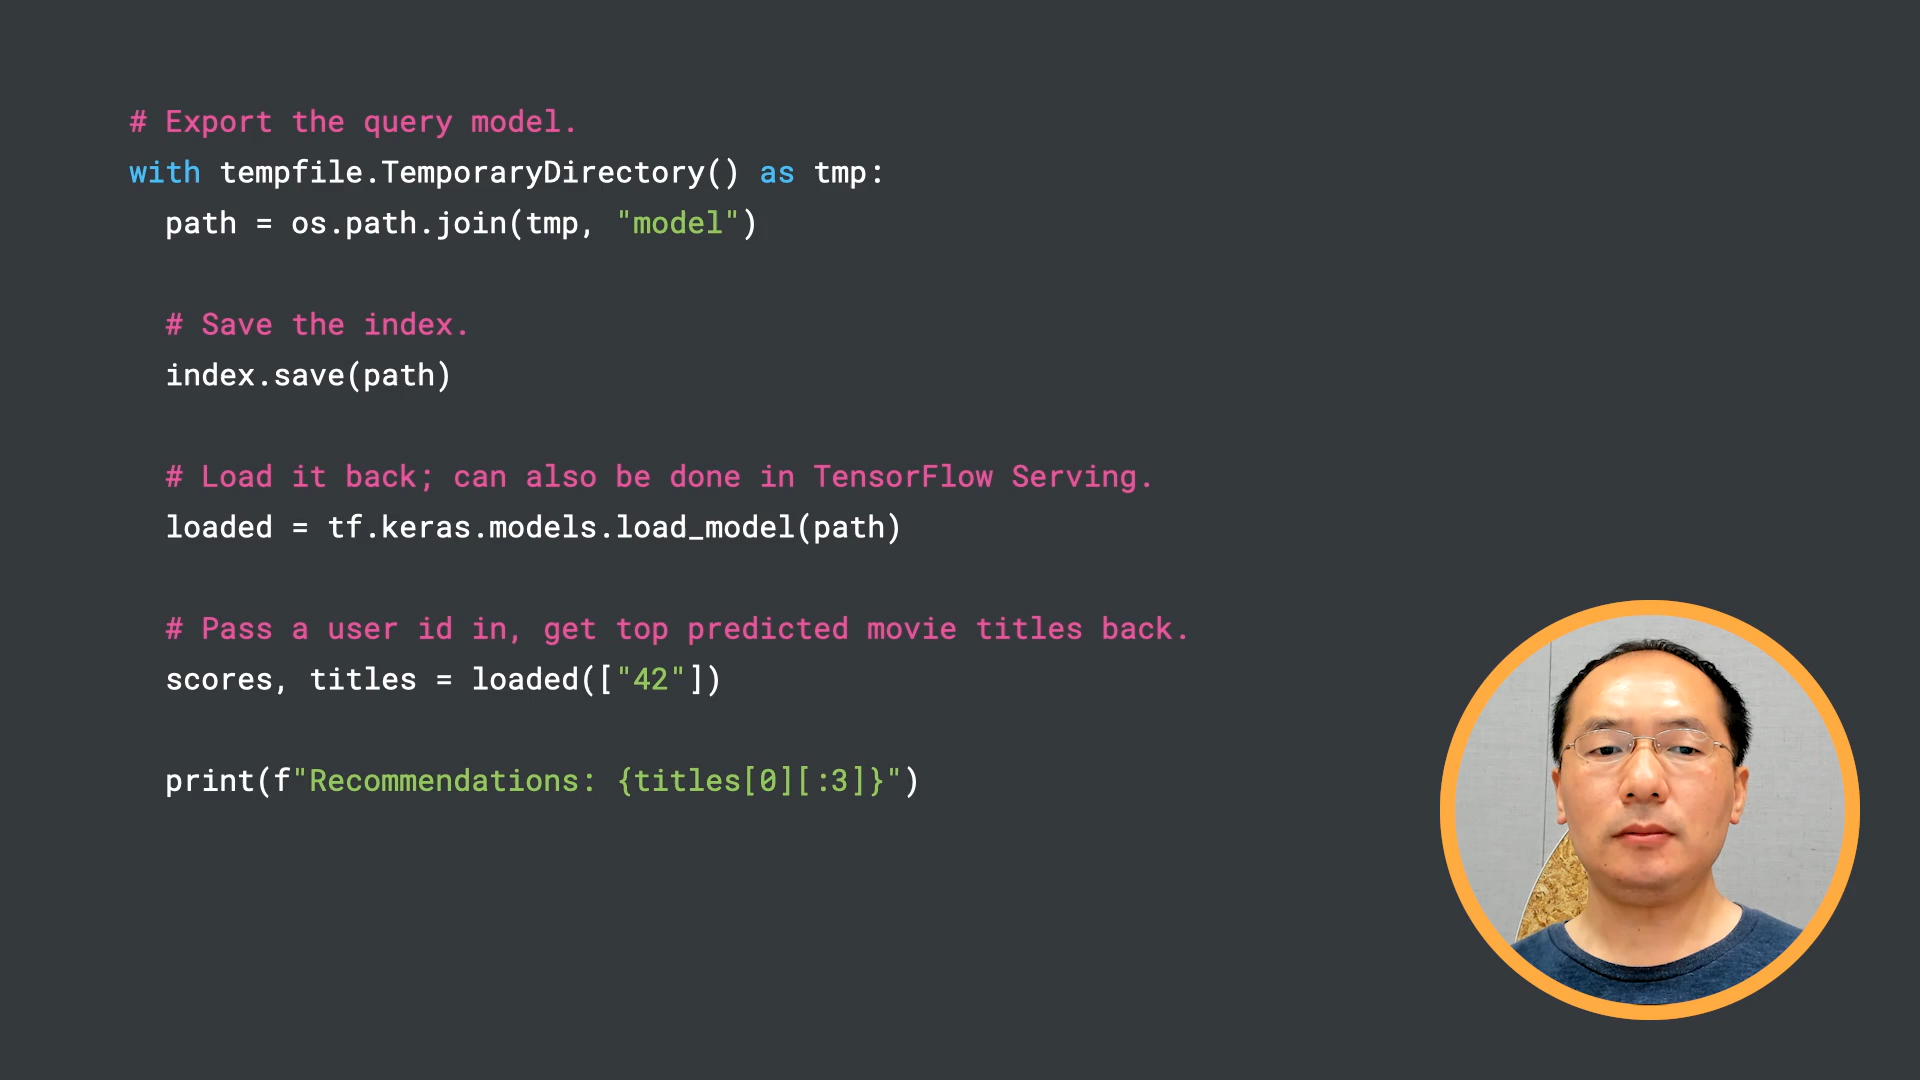 # Export the query model.
with tempfile.TemporaryDirectory() as tmp:
  path = os.path.join(tmp, "model")
  # Save the index.
  index.save(path)
  # Load it back; can also be done in TensorFlow Serving.
  loaded = tf.keras.models.load_model(path)
  # Pass a user id in, get top predicted movie titles back.
  scores, titles = loaded(["42"])
  print(f"Recommendations: {titles[0][:3]}")